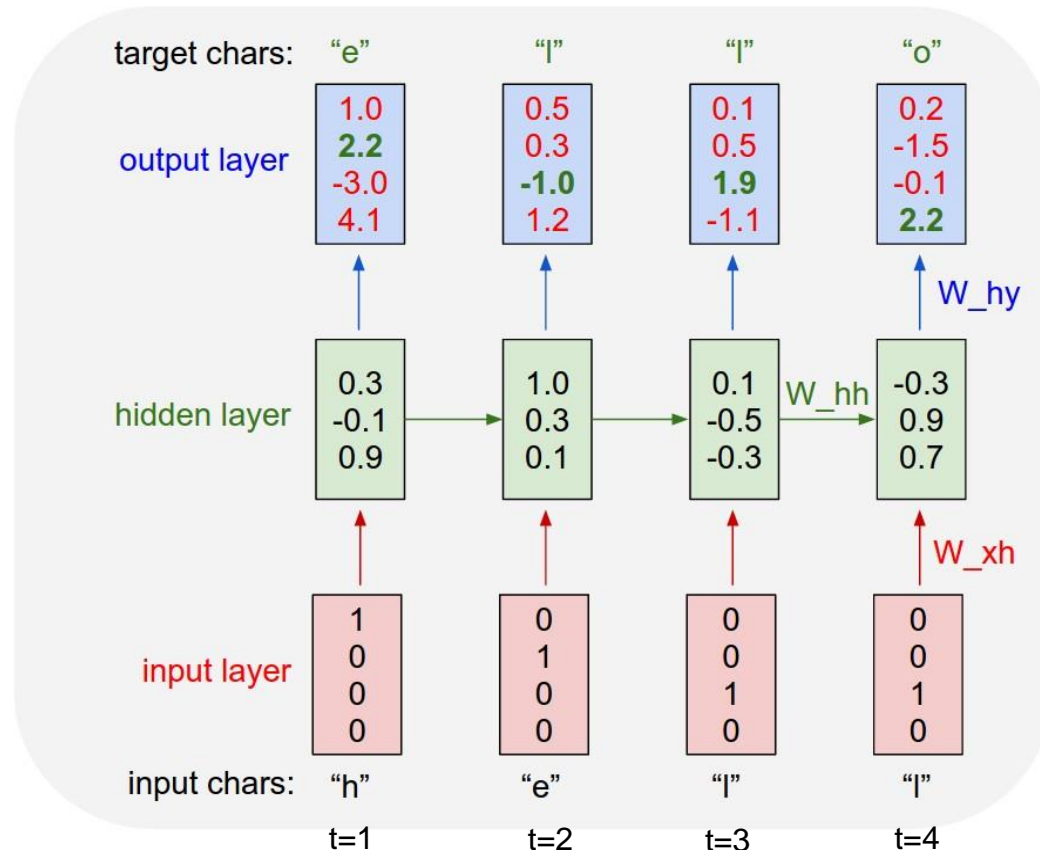 target chars: “e” “l” “l” “o”
1.0 0.5 0.1 0.2
2.2 0.3 0.5 -1.5
output layer
-3.0 -1.0 1.9 -0.1
4.1 1.2 -1.1 2.2
W_hy
0.3 1.0 0.1 W_hh -0.3
hidden layer -0.1 0.3 -0.5 0.9
0.9 0.1 -0.3 0.7
W_xh
1 0 0 0
0 1 0 0
input layer
0 0 1 1
0 0 0 0
input chars: “h” “e” “l” “l”
t=1 t=2 t=3 t=4